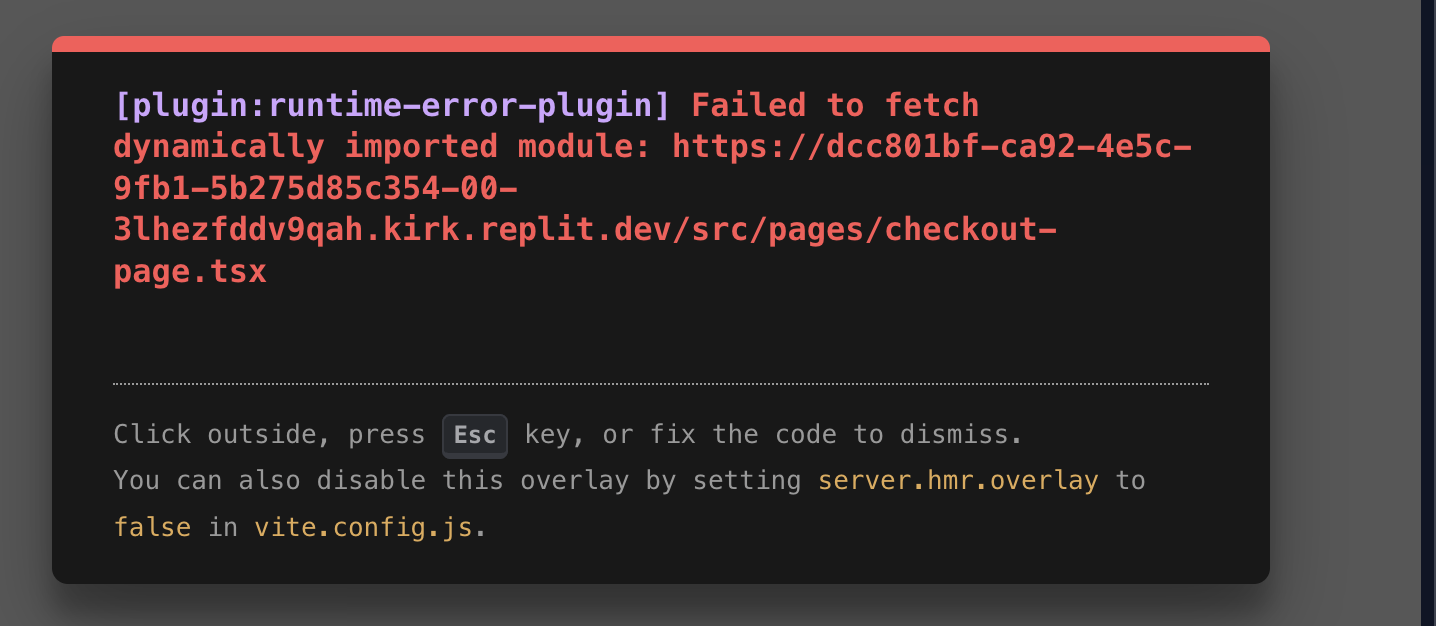 [plugin:runtime-error-plugin] Failed to fetch
dynamically imported module: https://dcc801bf-ca92-4e5c-
9fb1-5b275d85c354-00-
3lhezfddv9qah.kirk.replit.dev/src/pages/checkout-
page.tsx
Click outside, press Esc key, or fix the code to dismiss.
You can also disable this overlay by setting server.hmr.overlay to
false in vite.config.js.